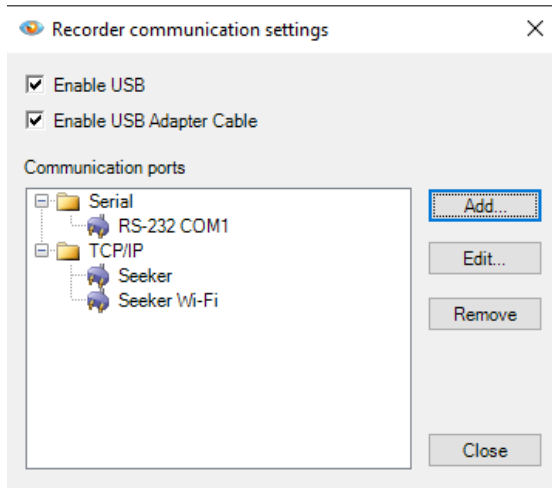 Recorder communication settings
Enable USB
Enable USB Adapter Cable
Communication ports
Serial
RS-232 COM1
TCP/IP
Seeker
Seeker Wi-Fi
Add...
Edit...
Remove
Close